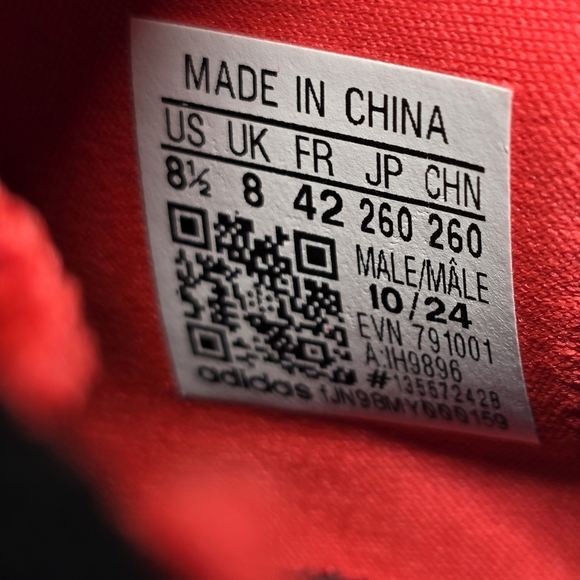 MADE IN CHINA
US UK FR JP CHN
8½ 8 42 260 260
MALE/MÂLE
10/24
EVN 791001
A:IH9896
#135672428
adidas 1JN98MY000159